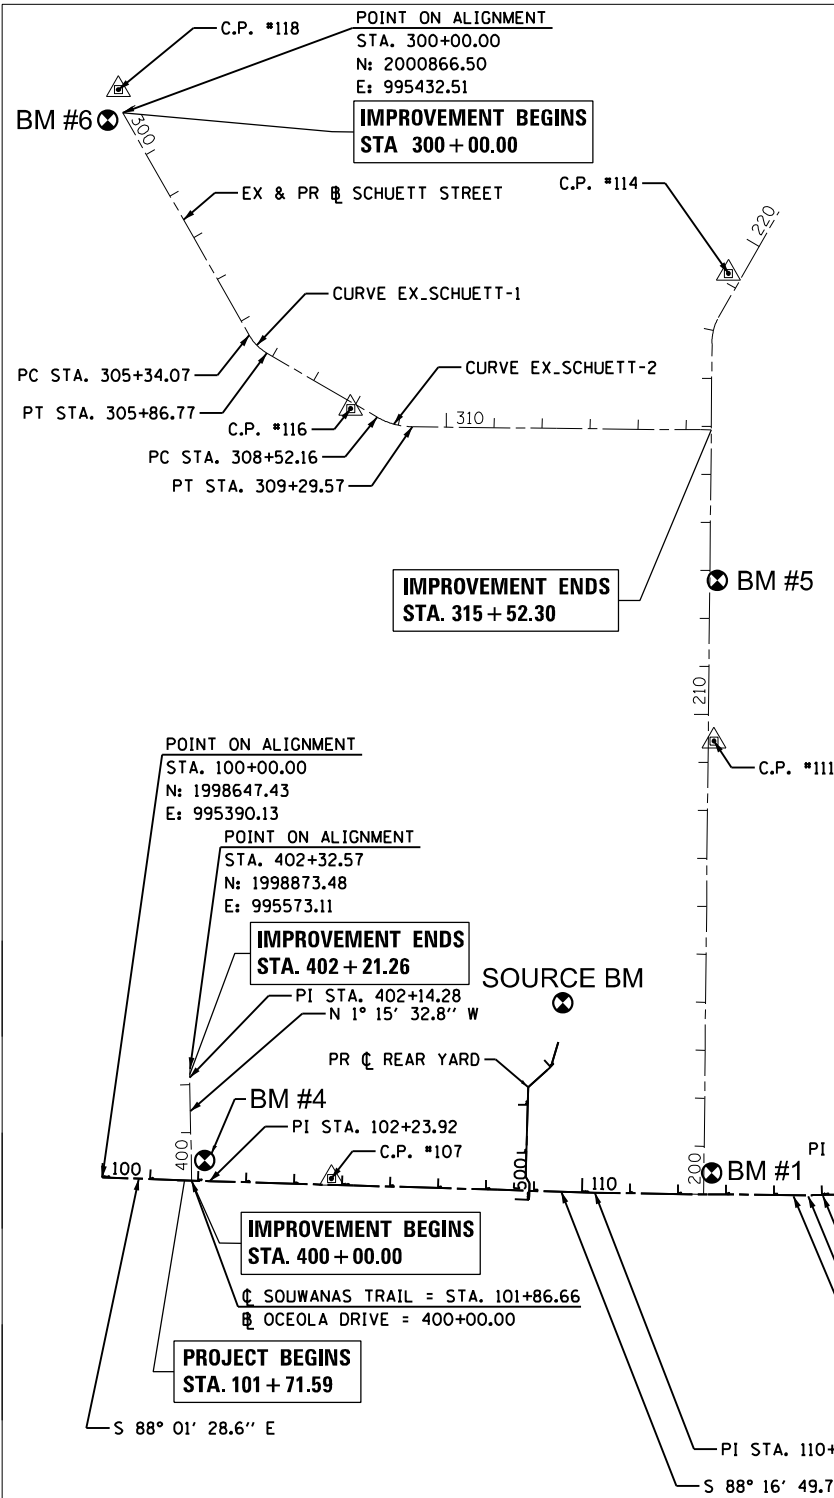 C.P. #118
POINT ON ALIGNMENT
STA. 300+00.00
N: 2000866.50
E: 995432.51
BM #6
300
IMPROVEMENT BEGINS
STA 300+00.00
EX & PR ⅊ SCHUETT STREET
C.P. #114
220
CURVE EX_SCHUETT-1
PC STA. 305+34.07
CURVE EX_SCHUETT-2
PT STA. 305+86.77
C.P. #116
310
PC STA. 308+52.16
PT STA. 309+29.57
IMPROVEMENT ENDS
STA. 315+52.30
BM #5
210
C.P. #111
POINT ON ALIGNMENT
STA. 100+00.00
N: 1998647.43
E: 995390.13
POINT ON ALIGNMENT
STA. 402+32.57
N: 1998873.48
E: 995573.11
IMPROVEMENT ENDS
STA. 402+21.26
SOURCE BM
PI STA. 402+14.28
N 1° 15' 32.8" W
PR ℄ REAR YARD
BM #4
PI STA. 102+23.92
C.P. #107
400
100
500
110
200
BM #1
PI
IMPROVEMENT BEGINS
STA. 400+00.00
℄ SOUWANAS TRAIL = STA. 101+86.66
⅊ OCEOLA DRIVE = 400+00.00
PROJECT BEGINS
STA. 101+71.59
S 88° 01' 28.6" E
PI STA. 110+
S 88° 16' 49.7